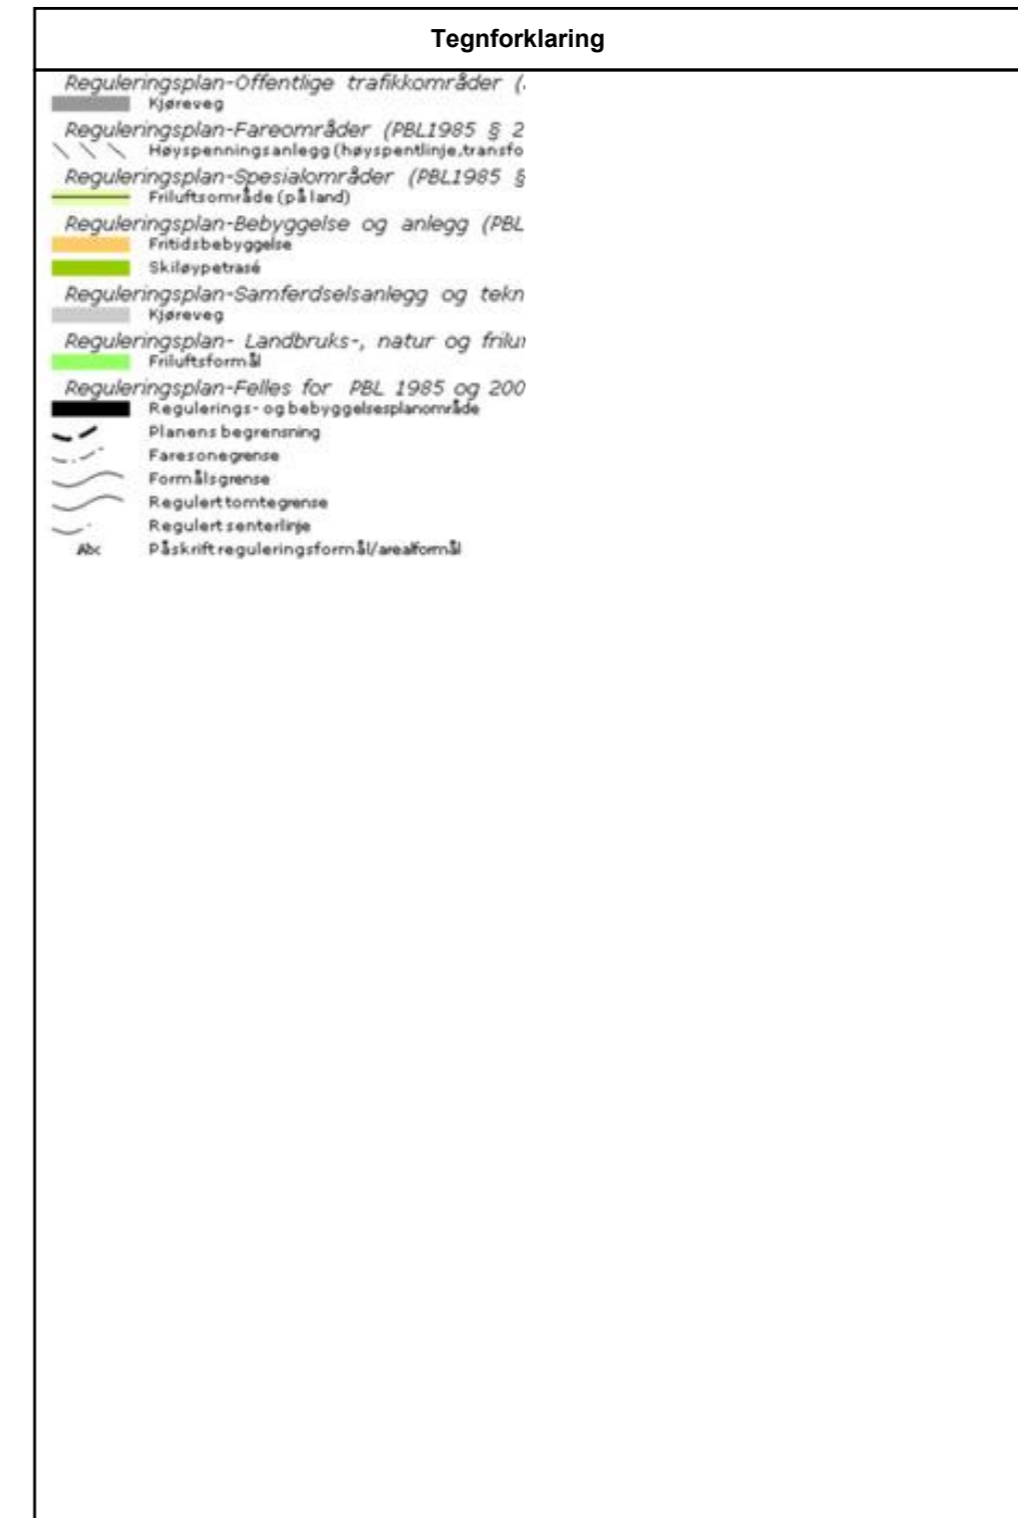 Tegnforklaring
Reguleringsplan-Offentlige trafikkområder (.
Kjøreveg
Reguleringsplan-Fareområder (PBL1985 § 2
Høyspenningsanlegg (høyspentlinje,transfo
Reguleringsplan-Spesialområder (PBL1985 §
Friluftsområde (på land)
Reguleringsplan-Bebyggelse og anlegg (PBL
Fritidsbebyggelse
Skiløypetrasé
Reguleringsplan-Samferdselsanlegg og tekn
Kjøreveg
Reguleringsplan- Landbruks-, natur og frilu
Friluftsformål
Reguleringsplan-Felles for PBL 1985 og 200
Regulerings- og bebyggelsesplanområde
Planens begrensning
Faresonegrense
Formålsgrense
Regulert tomtegrense
Regulert senterlinje
Abc Påskrift reguleringsformål/arealformål